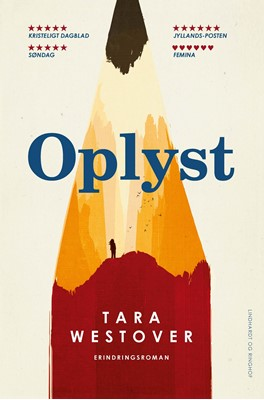 ★★★★★
KRISTELIGT DAGBLAD
★★★★★★
JYLLANDS-POSTEN
★★★★★
SØNDAG
♥♥♥♥♥♥
FEMINA
Oplyst
TARA
WESTOVER
ERINDRINGSROMAN
LINDHARDT OG RINGHOF